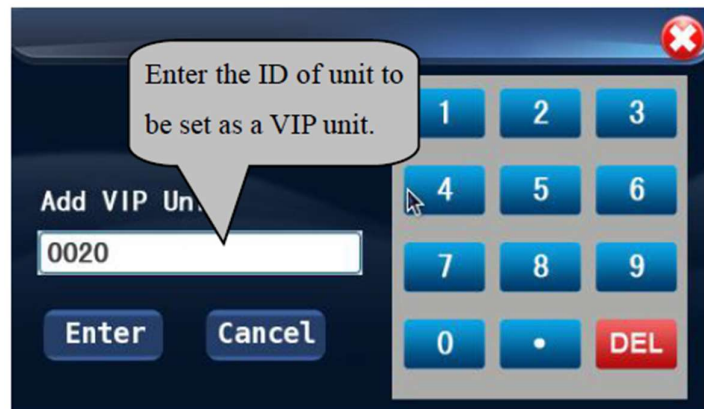 Enter the ID of unit to
be set as a VIP unit.
Add VIP Un
0020
Enter Cancel
1 2 3
4 5 6
7 8 9
0 • DEL